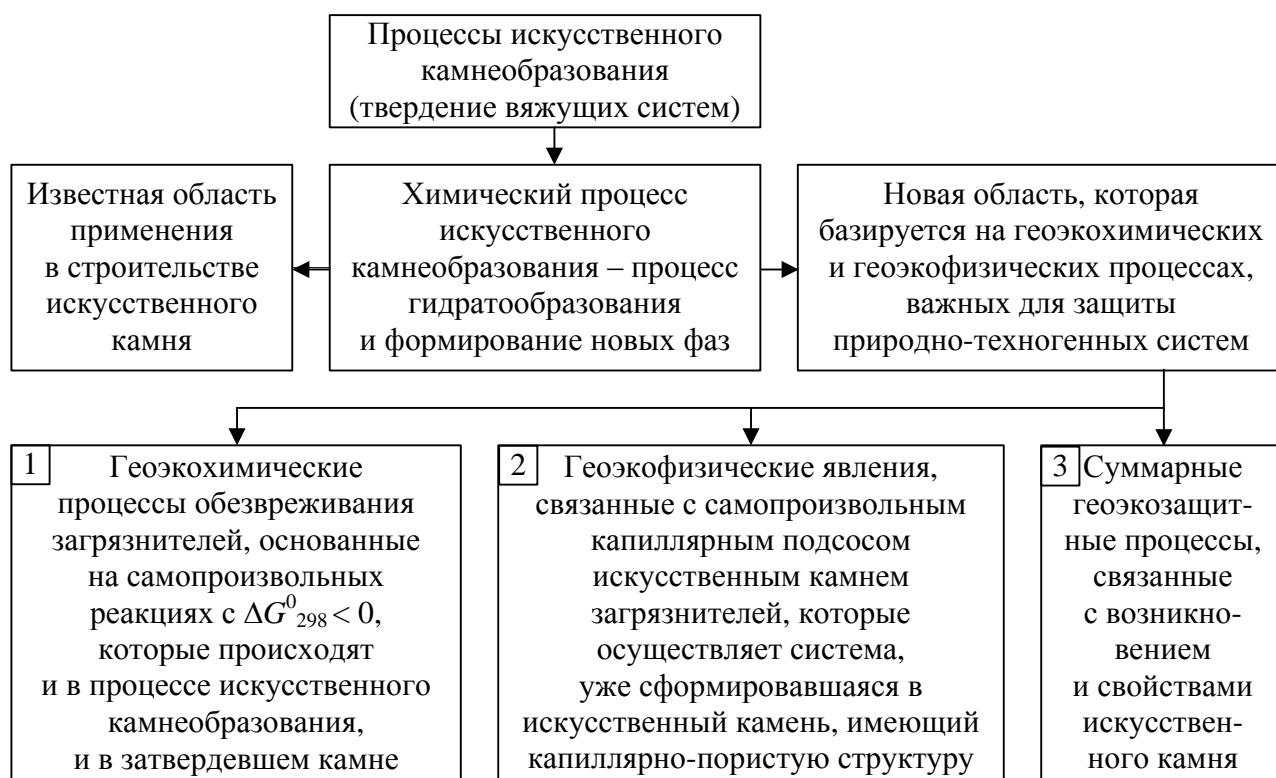 Процессы искусственного
камнеобразования
(твердение вяжущих систем)
Известная область
применения
в строительстве
искусственного
камня
Химический процесс
искусственного
камнеобразования – процесс
гидратообразования
и формирование новых фаз
Новая область, которая
базируется на геоэкохимических
и геоэкофизических процессах,
важных для защиты
природно-техногенных систем
1
Геоэкохимические
процессы обезвреживания
загрязнителей, основанные
на самопроизвольных
реакциях с ΔG⁰₂₉₈ < 0,
которые происходят
и в процессе искусственного
камнеобразования,
и в затвердевшем камне
2
Геоэкофизические явления,
связанные с самопроизвольным
капиллярным подсосом
искусственным камнем
загрязнителей, которые
осуществляет система,
уже сформировавшаяся в
искусственный камень, имеющий
капиллярно-пористую структуру
3
Суммарные
геоэкозащит-
ные процессы,
связанные
с возникно-
вением
и свойствами
искусствен-
ного камня